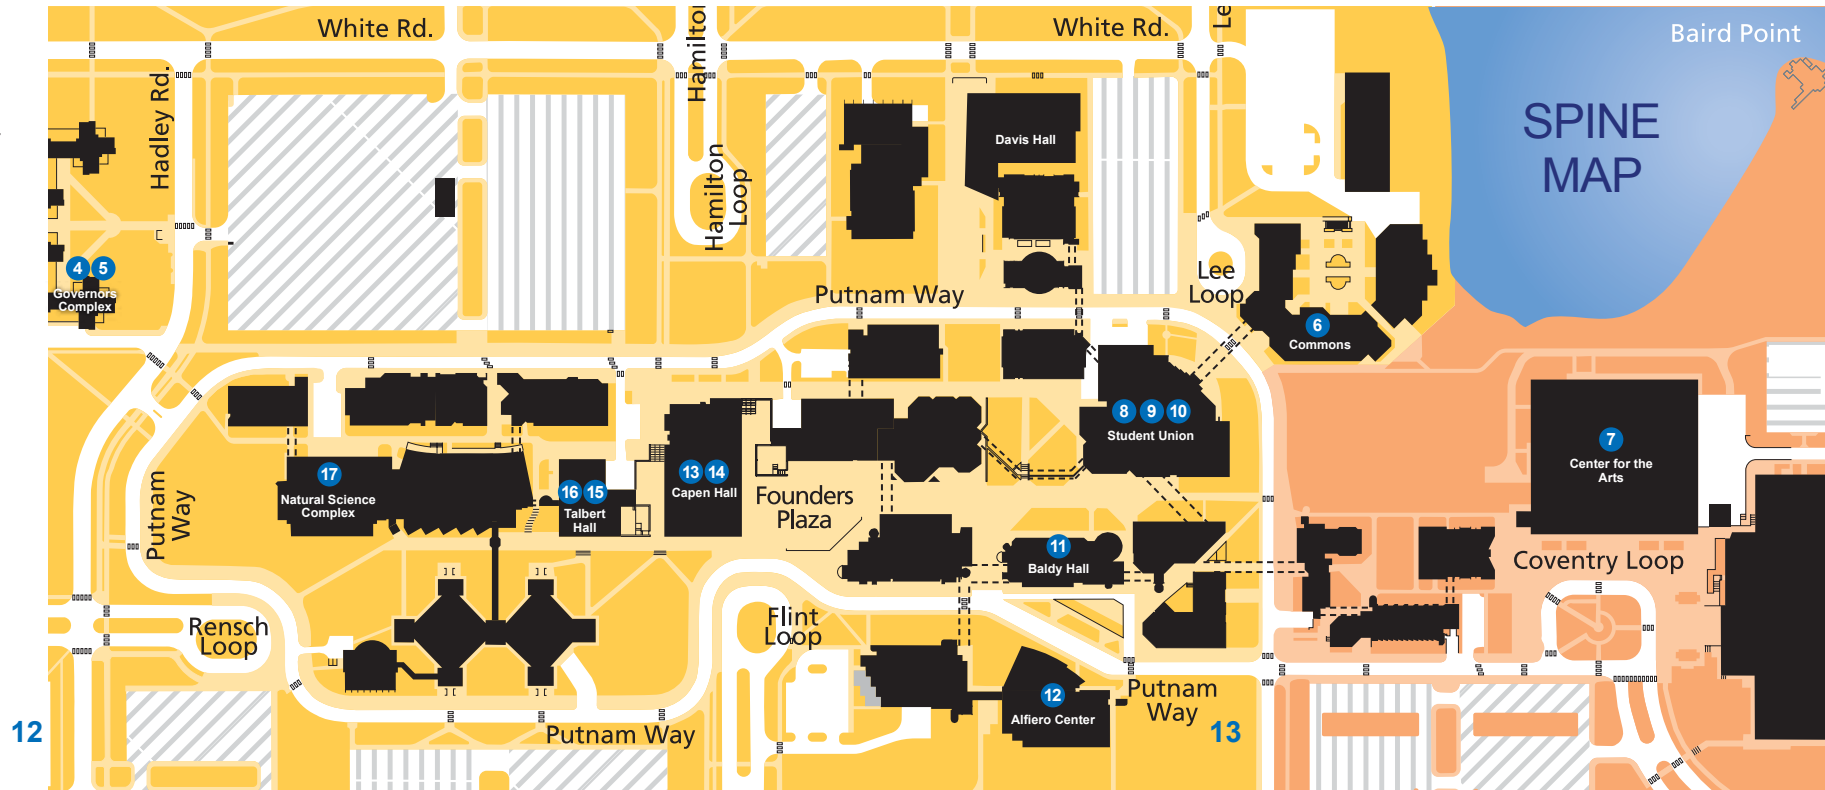 White Rd.
White Rd.
Hamilton
Le
Baird Point
SPINE
MAP
Hadley Rd.
Davis Hall
Hamilton
Loop
4 5
Governors
Complex
Putnam Way
Lee
Loop
6
Commons
8 9 10
Student Union
7
Center for the
Arts
17
Natural Science
Complex
16 15
Talbert
Hall
13 14
Capen Hall
Founders
Plaza
Putnam
Way
11
Baldy Hall
Coventry Loop
Rensch
Loop
Flint
Loop
12
Alfiero Center
Putnam
Way
Putnam Way
12
13